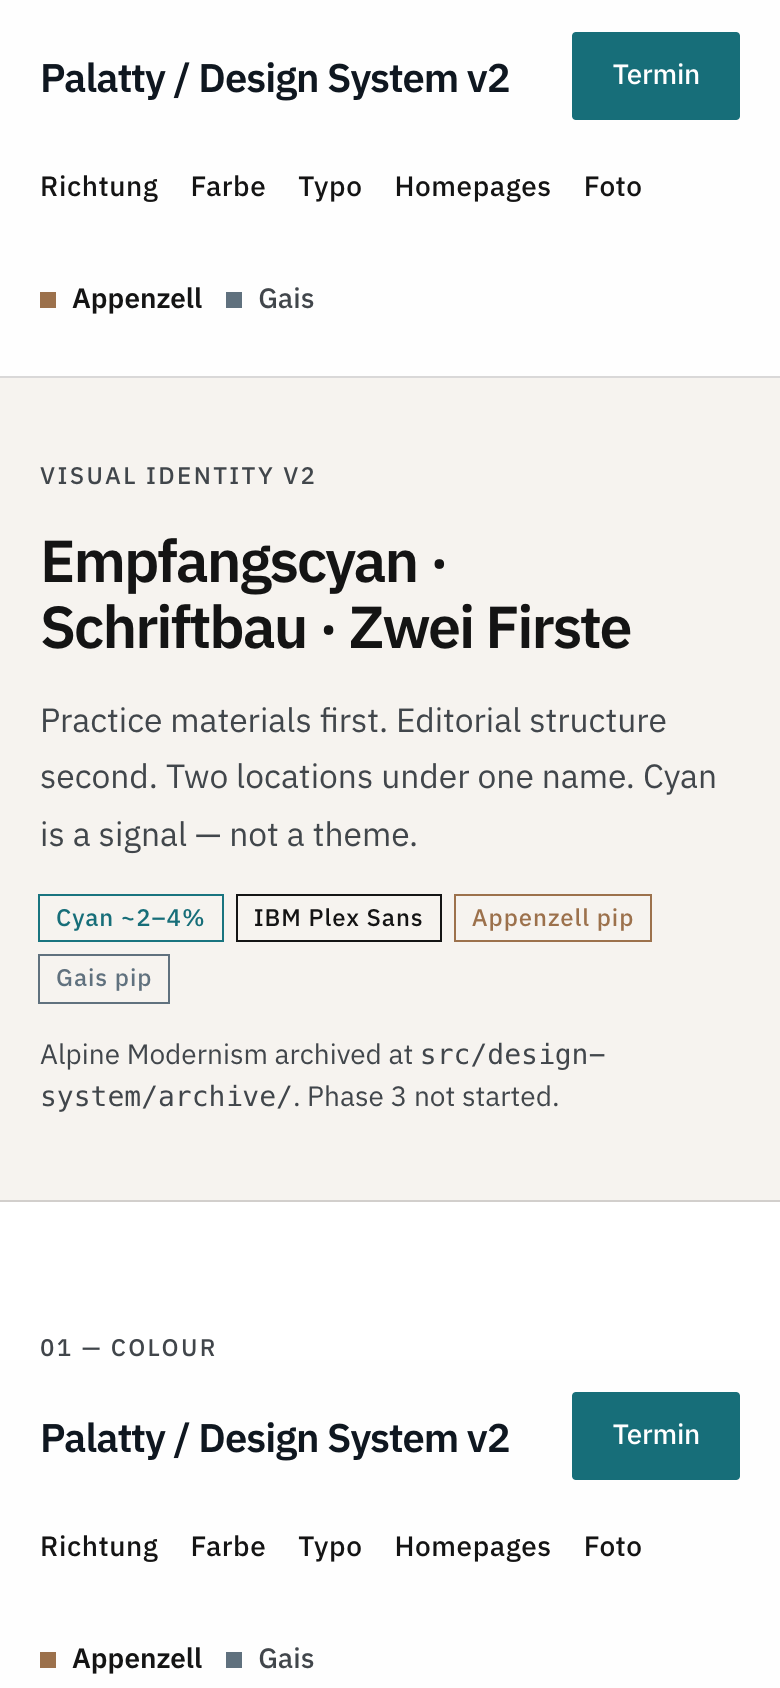 Palatty / Design System v2
Termin
Richtung Farbe Typo Homepages Foto
Appenzell Gais
VISUAL IDENTITY V2
Empfangscyan ·
Schriftbau · Zwei Firste
Practice materials first. Editorial structure
second. Two locations under one name. Cyan
is a signal — not a theme.
Cyan ~2–4% IBM Plex Sans Appenzell pip
Gais pip
Alpine Modernism archived at src/design-
system/archive/. Phase 3 not started.
01 — COLOUR
Palatty / Design System v2
Termin
Richtung Farbe Typo Homepages Foto
Appenzell Gais